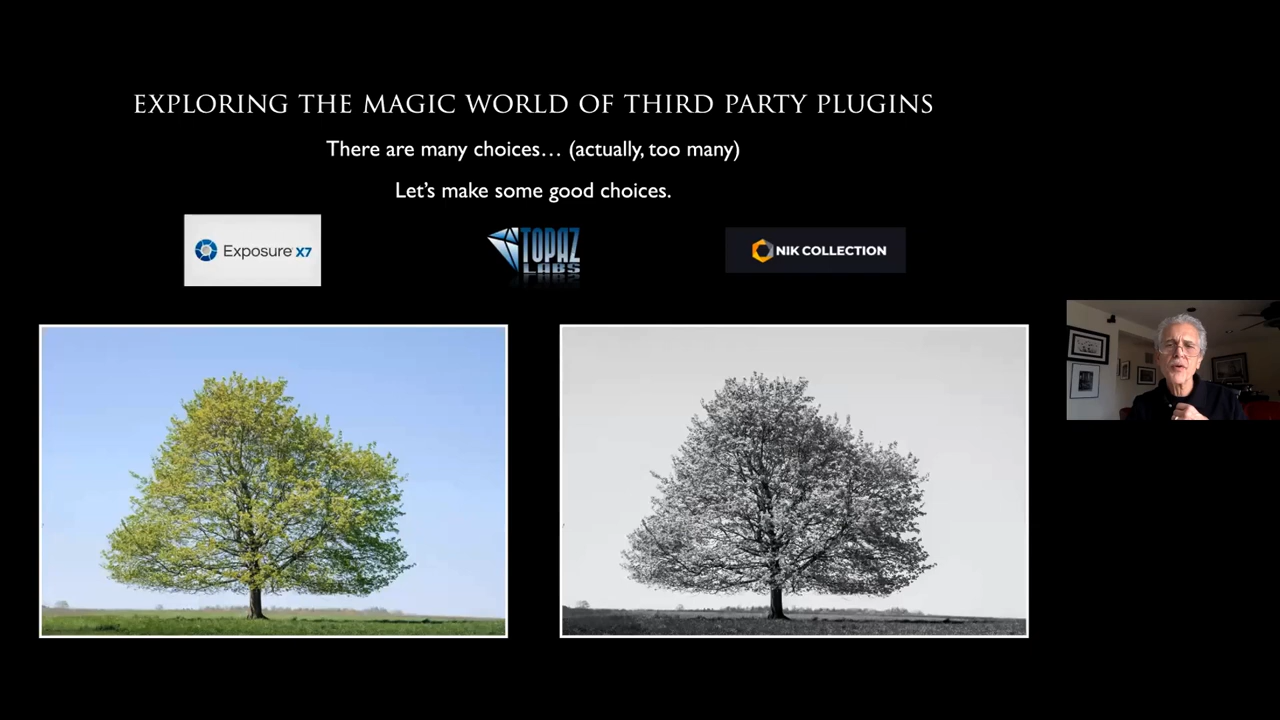 EXPLORING THE MAGIC WORLD OF THIRD PARTY PLUGINS
There are many choices… (actually, too many)
Let’s make some good choices.
Exposure X7
TOPAZ
LABS
NIK COLLECTION